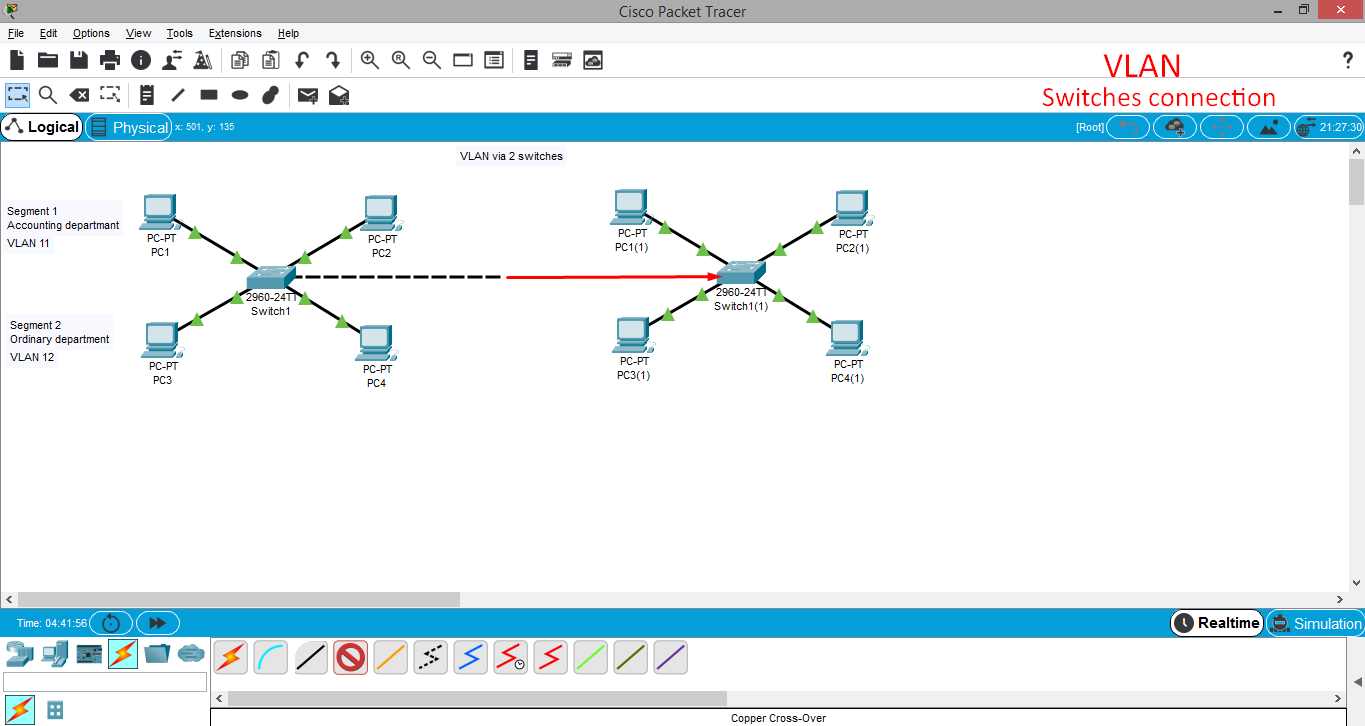 Cisco Packet Tracer
File Edit Options View Tools Extensions Help
VLAN
Switches connection
Logical Physical x: 501, y: 135 [Root] 21:27:30
VLAN via 2 switches
Segment 1
Accounting departmant
VLAN 11
PC-PT
PC1
PC-PT
PC2
PC-PT
PC1(1)
PC-PT
PC2(1)
2960-24TT
Switch1
2960-24TT
Switch1(1)
Segment 2
Ordinary department
VLAN 12
PC-PT
PC3
PC-PT
PC4
PC-PT
PC3(1)
PC-PT
PC4(1)
Time: 04:41:56 Realtime Simulation
Copper Cross-Over